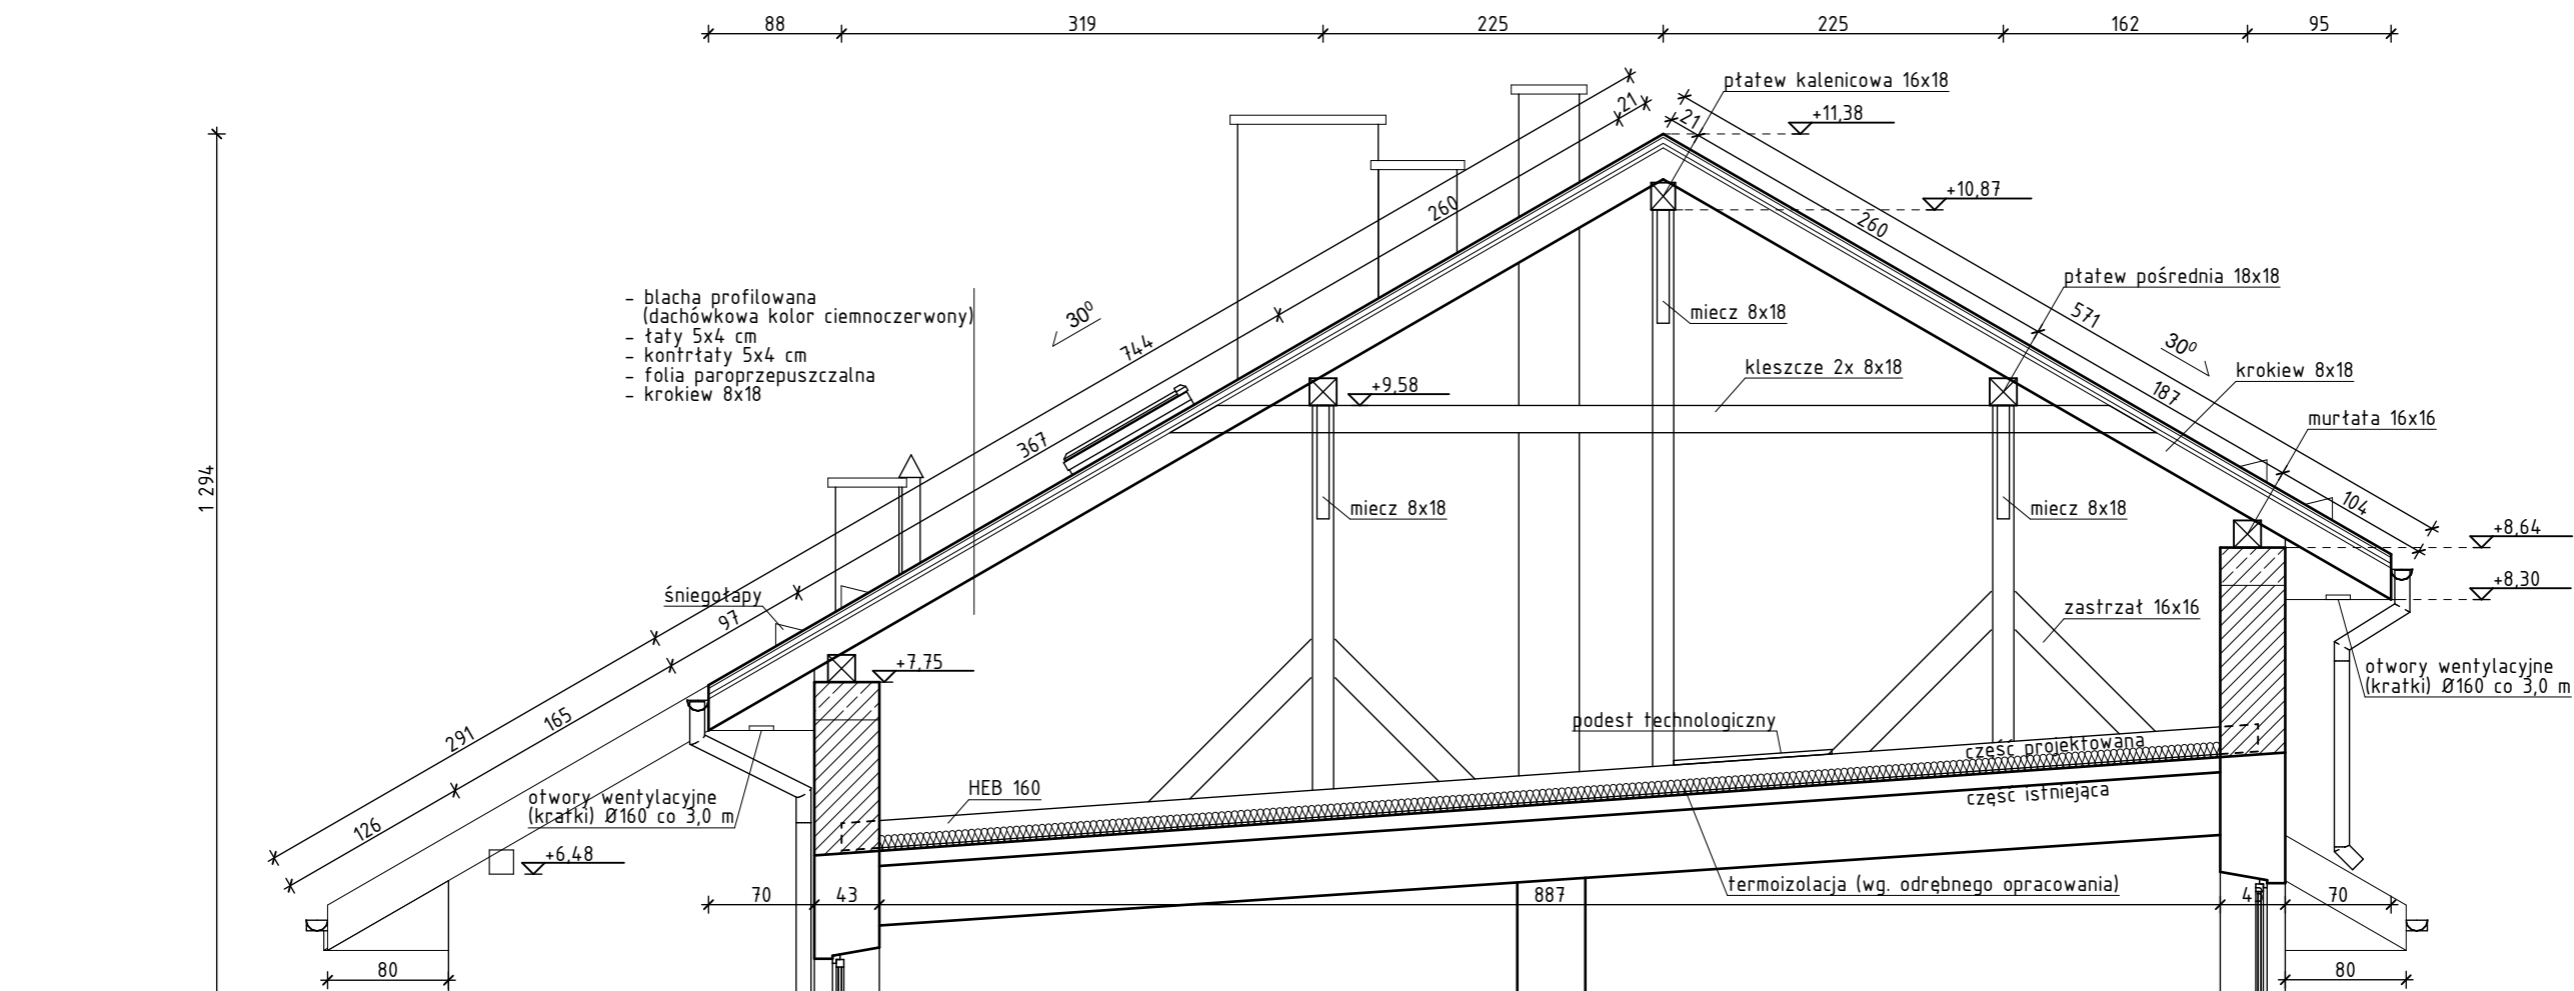 88
319
225
225
162
95
płatew kalenicowa 16x18
+11,38
21
21
+10,87
260
260
płatew pośrednia 18x18
571
30⁰
- blacha profilowana
(dachówkowa kolor ciemnoczerwony)
- łaty 5x4 cm
- kontrłaty 5x4 cm
- folia paroprzepuszczalna
- krokiew 8x18
30⁰
744
miecz 8x18
kleszcze 2x 8x18
krokiew 8x18
+9,58
187
murłata 16x16
367
1 294
miecz 8x18
miecz 8x18
104
+8,64
+8,30
śniegołapy
97
zastrzał 16x16
+7,75
otwory wentylacyjne
(kratki) Ø160 co 3,0 m
291
165
podest technologiczny
część projektowana
HEB 160
część istniejąca
otwory wentylacyjne
(kratki) Ø160 co 3,0 m
126
+6,48
termoizolacja (wg. odrębnego opracowania)
70
43
887
43
70
80
80